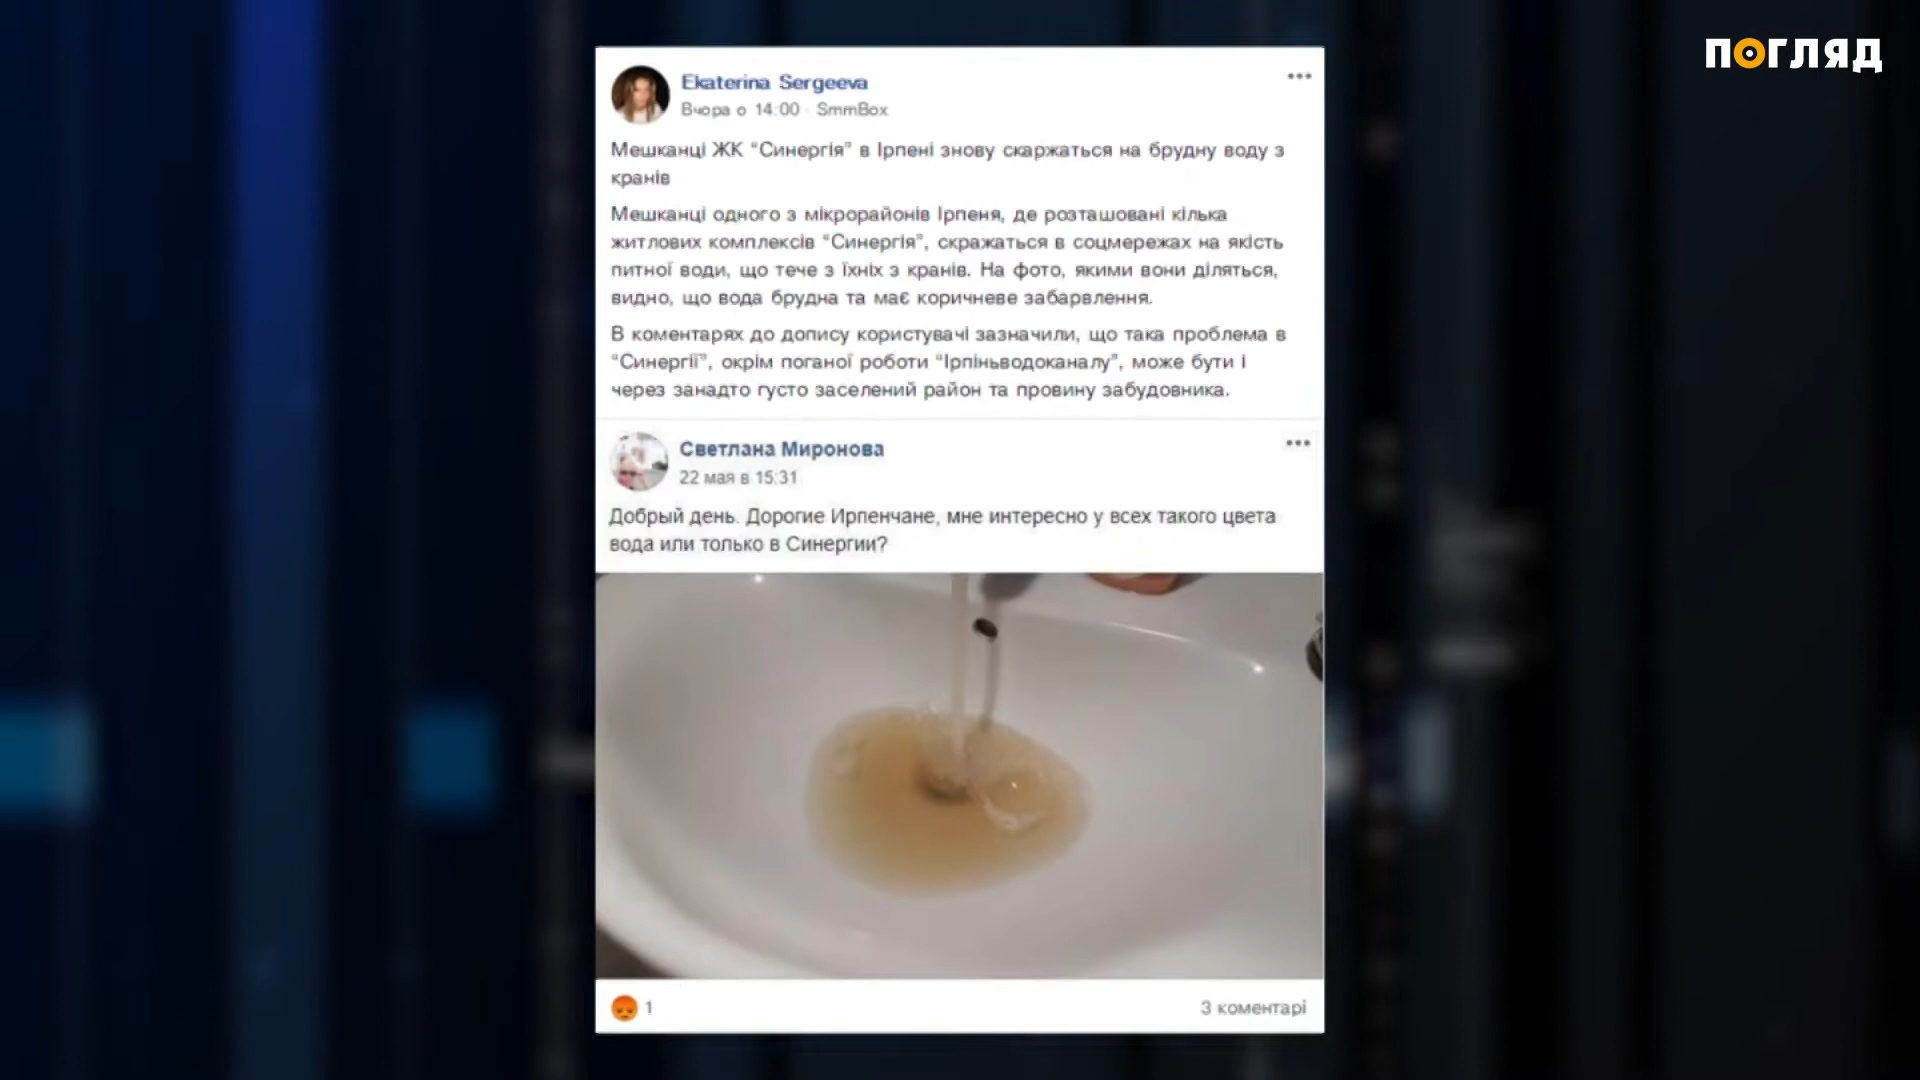 ПОГЛЯД
Ekaterina Sergeeva
Вчора о 14:00 · SmmBox
Мешканці ЖК “Синергія” в Ірпені знову скаржаться на брудну воду з
кранів
Мешканці одного з мікрорайонів Ірпеня, де розташовані кілька
житлових комплексів “Синергія”, скражаться в соцмережах на якість
питної води, що тече з їхніх з кранів. На фото, якими вони діляться,
видно, що вода брудна та має коричневе забарвлення.
В коментарях до допису користувачі зазначили, що така проблема в
“Синергії”, окрім поганої роботи “Ірпіньводоканалу”, може бути і
через занадто густо заселений район та провину забудовника.
Светлана Миронова
22 мая в 15:31
Добрый день. Дорогие Ирпенчане, мне интересно у всех такого цвета
вода или только в Синергии?
1
3 коментарі